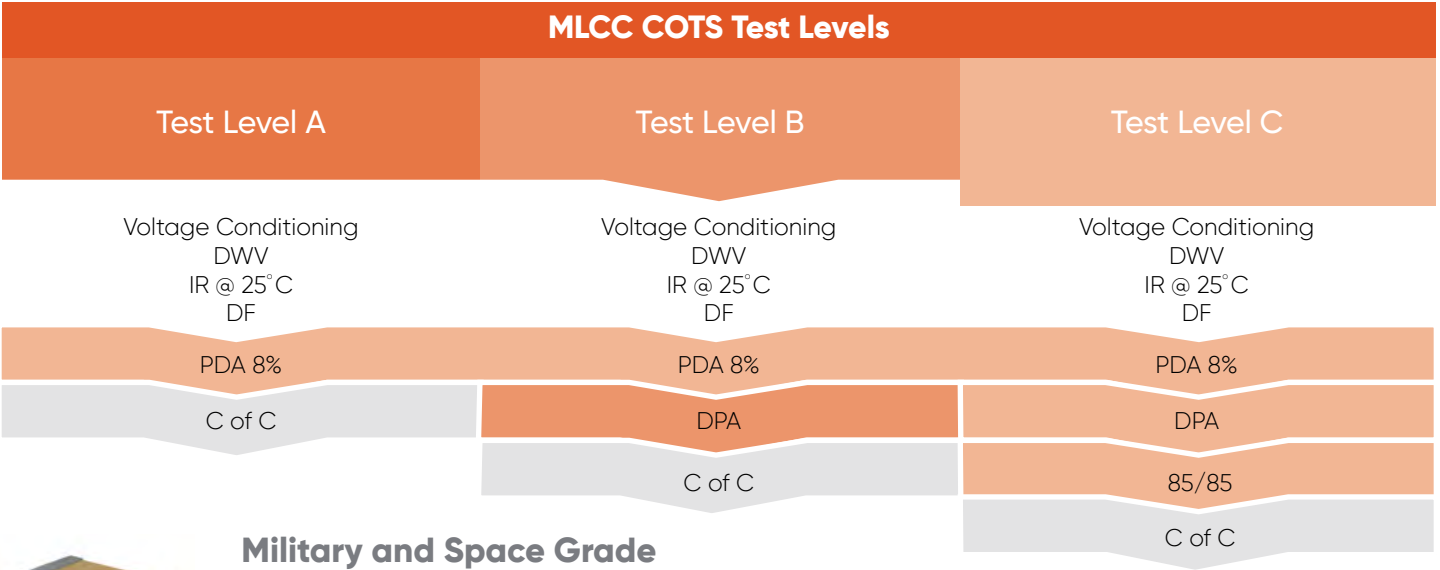 MLCC COTS Test Levels
Test Level A
Test Level B
Test Level C
Voltage Conditioning
DWV
IR @ 25°C
DF
Voltage Conditioning
DWV
IR @ 25°C
DF
Voltage Conditioning
DWV
IR @ 25°C
DF
PDA 8%
PDA 8%
PDA 8%
C of C
DPA
DPA
C of C
85/85
C of C
Military and Space Grade